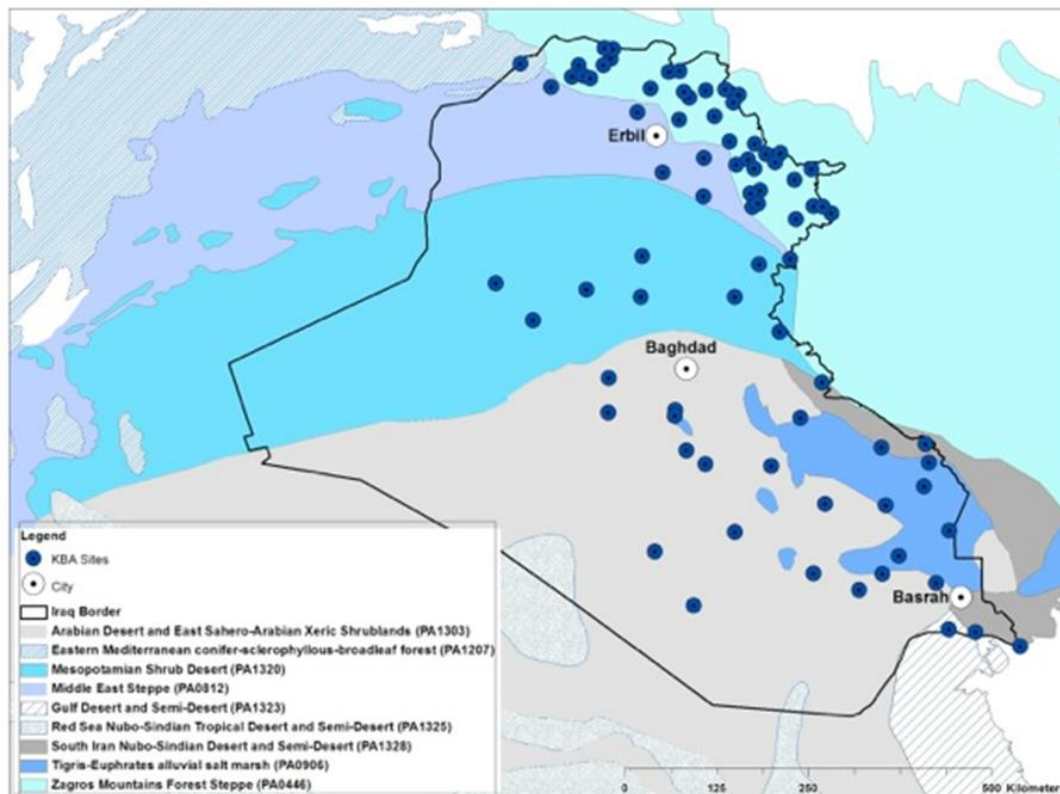 Erbil
Baghdad
Basrah
Legend
KBA Sites
City
Iraq Border
Arabian Desert and East Sahero-Arabian Xeric Shrublands (PA1303)
Eastern Mediterranean conifer-sclerophyllous-broadleaf forest (PA1207)
Mesopotamian Shrub Desert (PA1320)
Middle East Steppe (PA0812)
Gulf Desert and Semi-Desert (PA1323)
Red Sea Nubo-Sindian Tropical Desert and Semi-Desert (PA1325)
South Iran Nubo-Sindian Desert and Semi-Desert (PA1328)
Tigris-Euphrates alluvial salt marsh (PA0906)
Zagros Mountains Forest Steppe (PA0446)
0 125 250 500 Kilometer